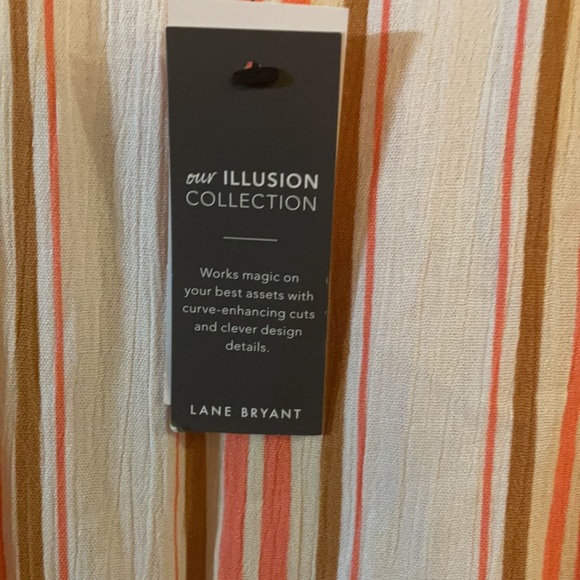 our ILLUSION
COLLECTION
Works magic on
your best assets with
curve-enhancing cuts
and clever design
details.
LANE BRYANT